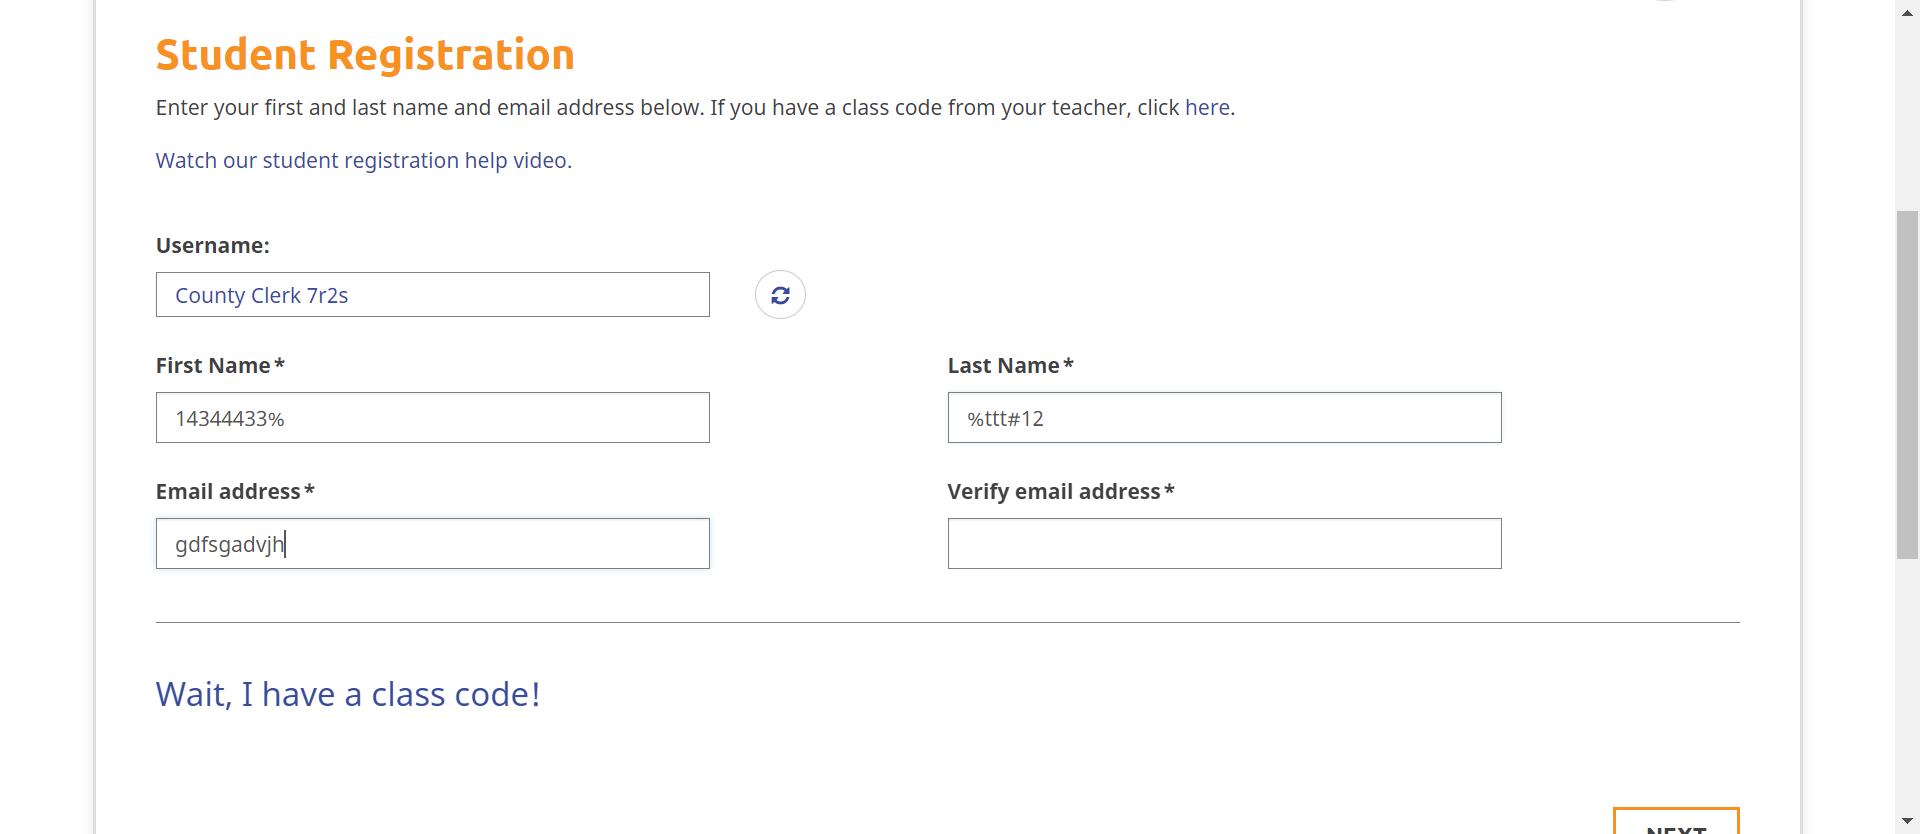 Student Registration
Enter your first and last name and email address below. If you have a class code from your teacher, click here.
Watch our student registration help video.
Username:
County Clerk 7r2s
First Name*
Last Name*
14344433%
%ttt#12
Email address*
Verify email address*
gdfsgadvjh
Wait, I have a class code!
NEXT